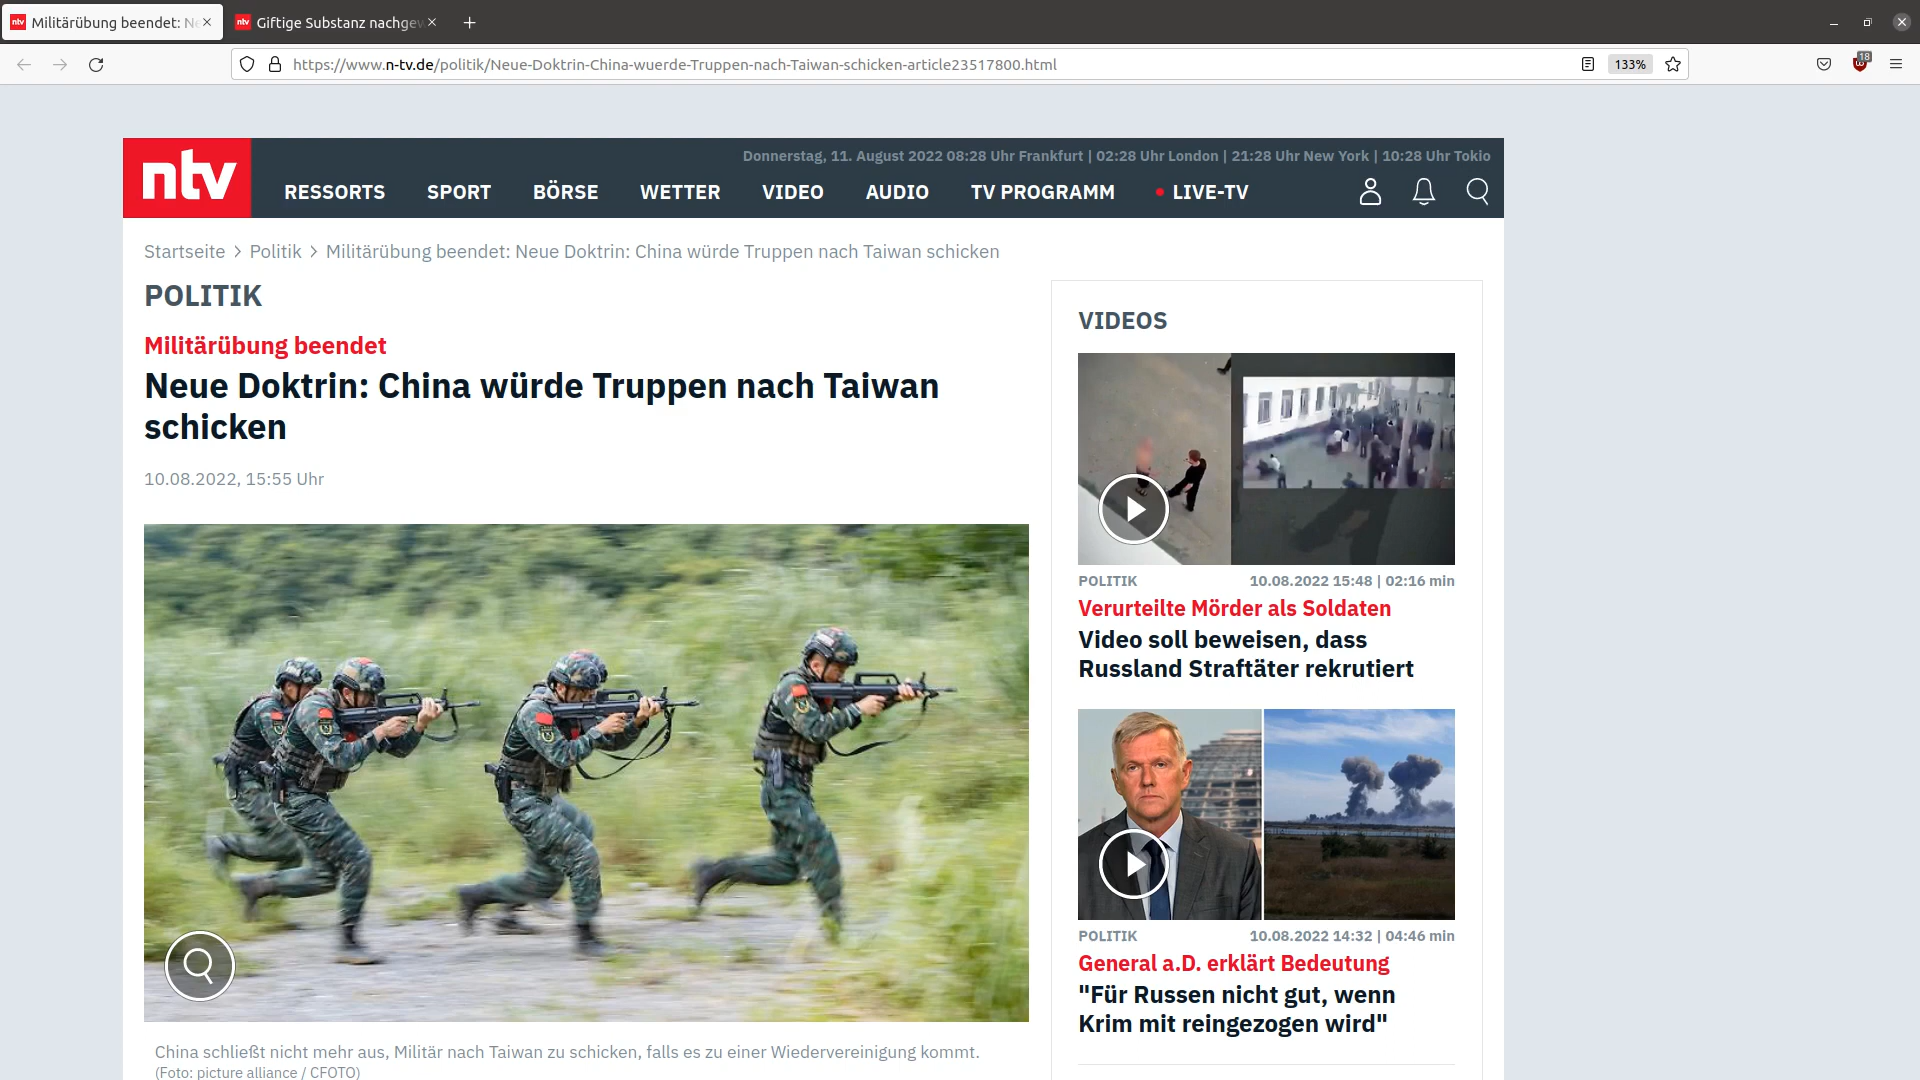 Militärübung beendet: Ne
Giftige Substanz nachgew
https://www.n-tv.de/politik/Neue-Doktrin-China-wuerde-Truppen-nach-Taiwan-schicken-article23517800.html
133%
18
ntv
Donnerstag, 11. August 2022 08:28 Uhr Frankfurt | 02:28 Uhr London | 21:28 Uhr New York | 10:28 Uhr Tokio
RESSORTS SPORT BÖRSE WETTER VIDEO AUDIO TV PROGRAMM LIVE-TV
Startseite > Politik > Militärübung beendet: Neue Doktrin: China würde Truppen nach Taiwan schicken
POLITIK
Militärübung beendet
Neue Doktrin: China würde Truppen nach Taiwan
schicken
10.08.2022, 15:55 Uhr
China schließt nicht mehr aus, Militär nach Taiwan zu schicken, falls es zu einer Wiedervereinigung kommt.
(Foto: picture alliance / CFOTO)
VIDEOS
POLITIK 10.08.2022 15:48 | 02:16 min
Verurteilte Mörder als Soldaten
Video soll beweisen, dass
Russland Straftäter rekrutiert
POLITIK 10.08.2022 14:32 | 04:46 min
General a.D. erklärt Bedeutung
"Für Russen nicht gut, wenn
Krim mit reingezogen wird"